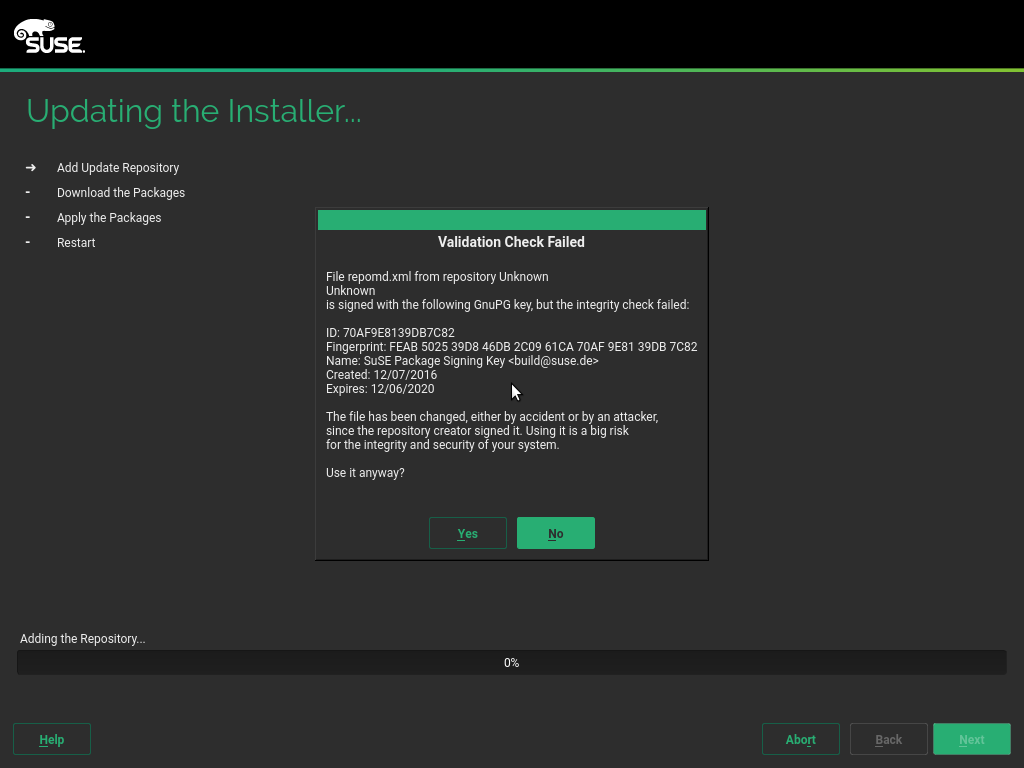 SUSE.
Updating the Installer...
➔ Add Update Repository
- Download the Packages
- Apply the Packages
- Restart
Validation Check Failed
File repomd.xml from repository Unknown
Unknown
is signed with the following GnuPG key, but the integrity check failed:
ID: 70AF9E8139DB7C82
Fingerprint: FEAB 5025 39D8 46DB 2C09 61CA 70AF 9E81 39DB 7C82
Name: SuSE Package Signing Key <build@suse.de>
Created: 12/07/2016
Expires: 12/06/2020
The file has been changed, either by accident or by an attacker,
since the repository creator signed it. Using it is a big risk
for the integrity and security of your system.
Use it anyway?
Yes No
Adding the Repository...
0%
Help Abort Back Next